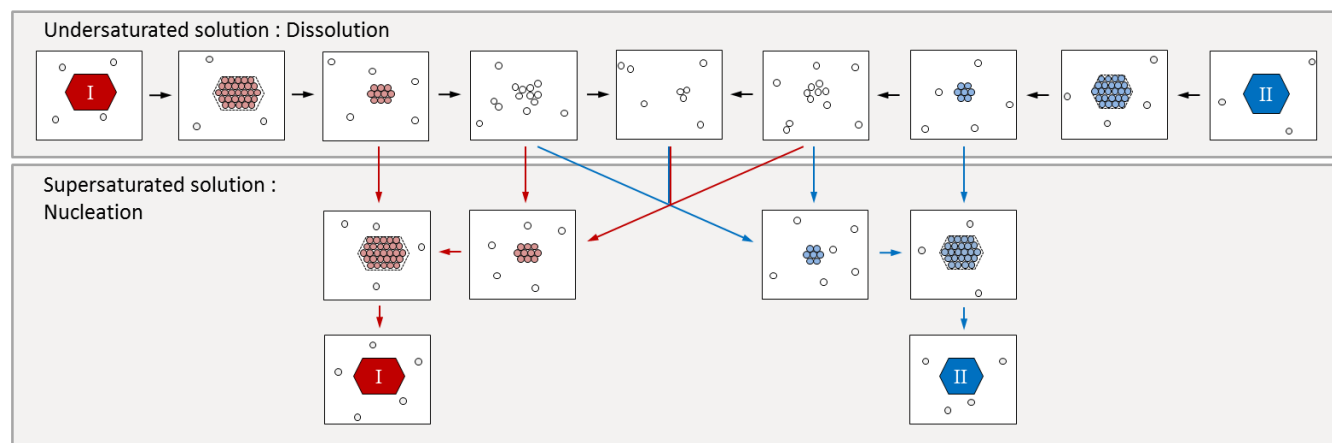 Undersaturated solution : Dissolution
I
II
Supersaturated solution :
Nucleation
I
II